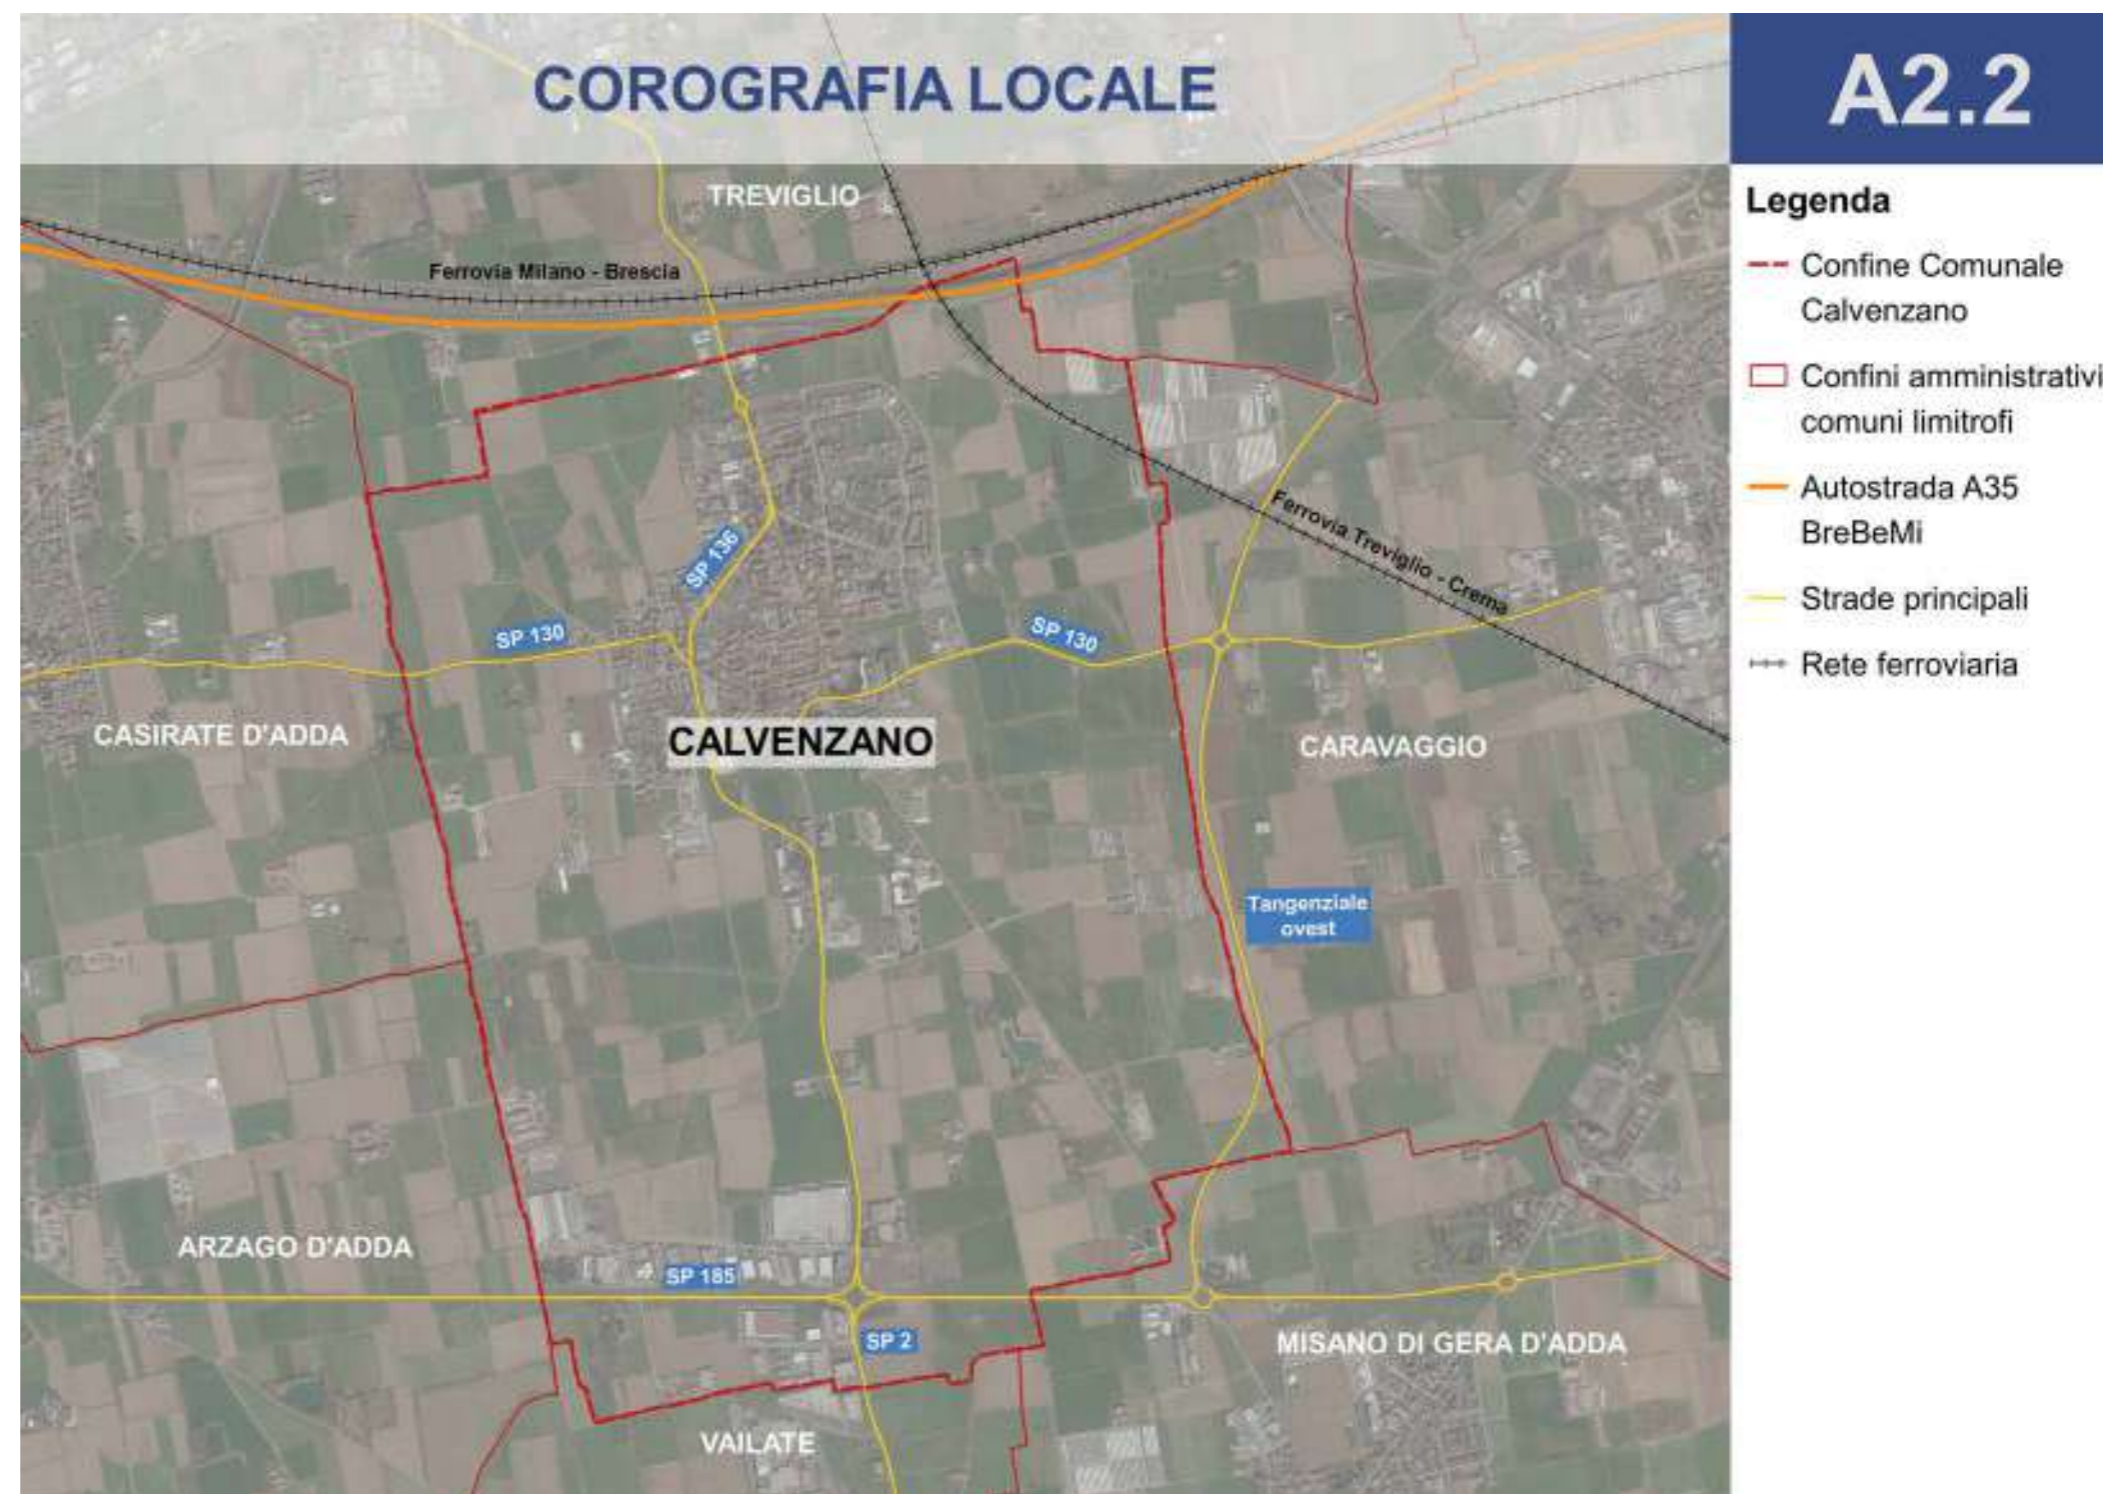 COROGRAFIA LOCALE
A2.2
TREVIGLIO
Ferrovia Milano - Brescia
SP 136
Ferrovia Treviglio - Crema
SP 130
SP 130
CASIRATE D'ADDA
CALVENZANO
CARAVAGGIO
Tangenziale
ovest
ARZAGO D'ADDA
SP 185
SP 2
MISANO DI GERA D'ADDA
VAILATE
Legenda
Confine Comunale
Calvenzano
Confini amministrativi
comuni limitrofi
Autostrada A35
BreBeMi
Strade principali
Rete ferroviaria